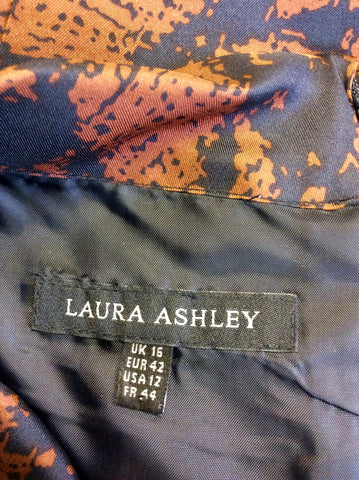 LAURA ASHLEY
UK 16
EUR 42
USA 12
FR 44